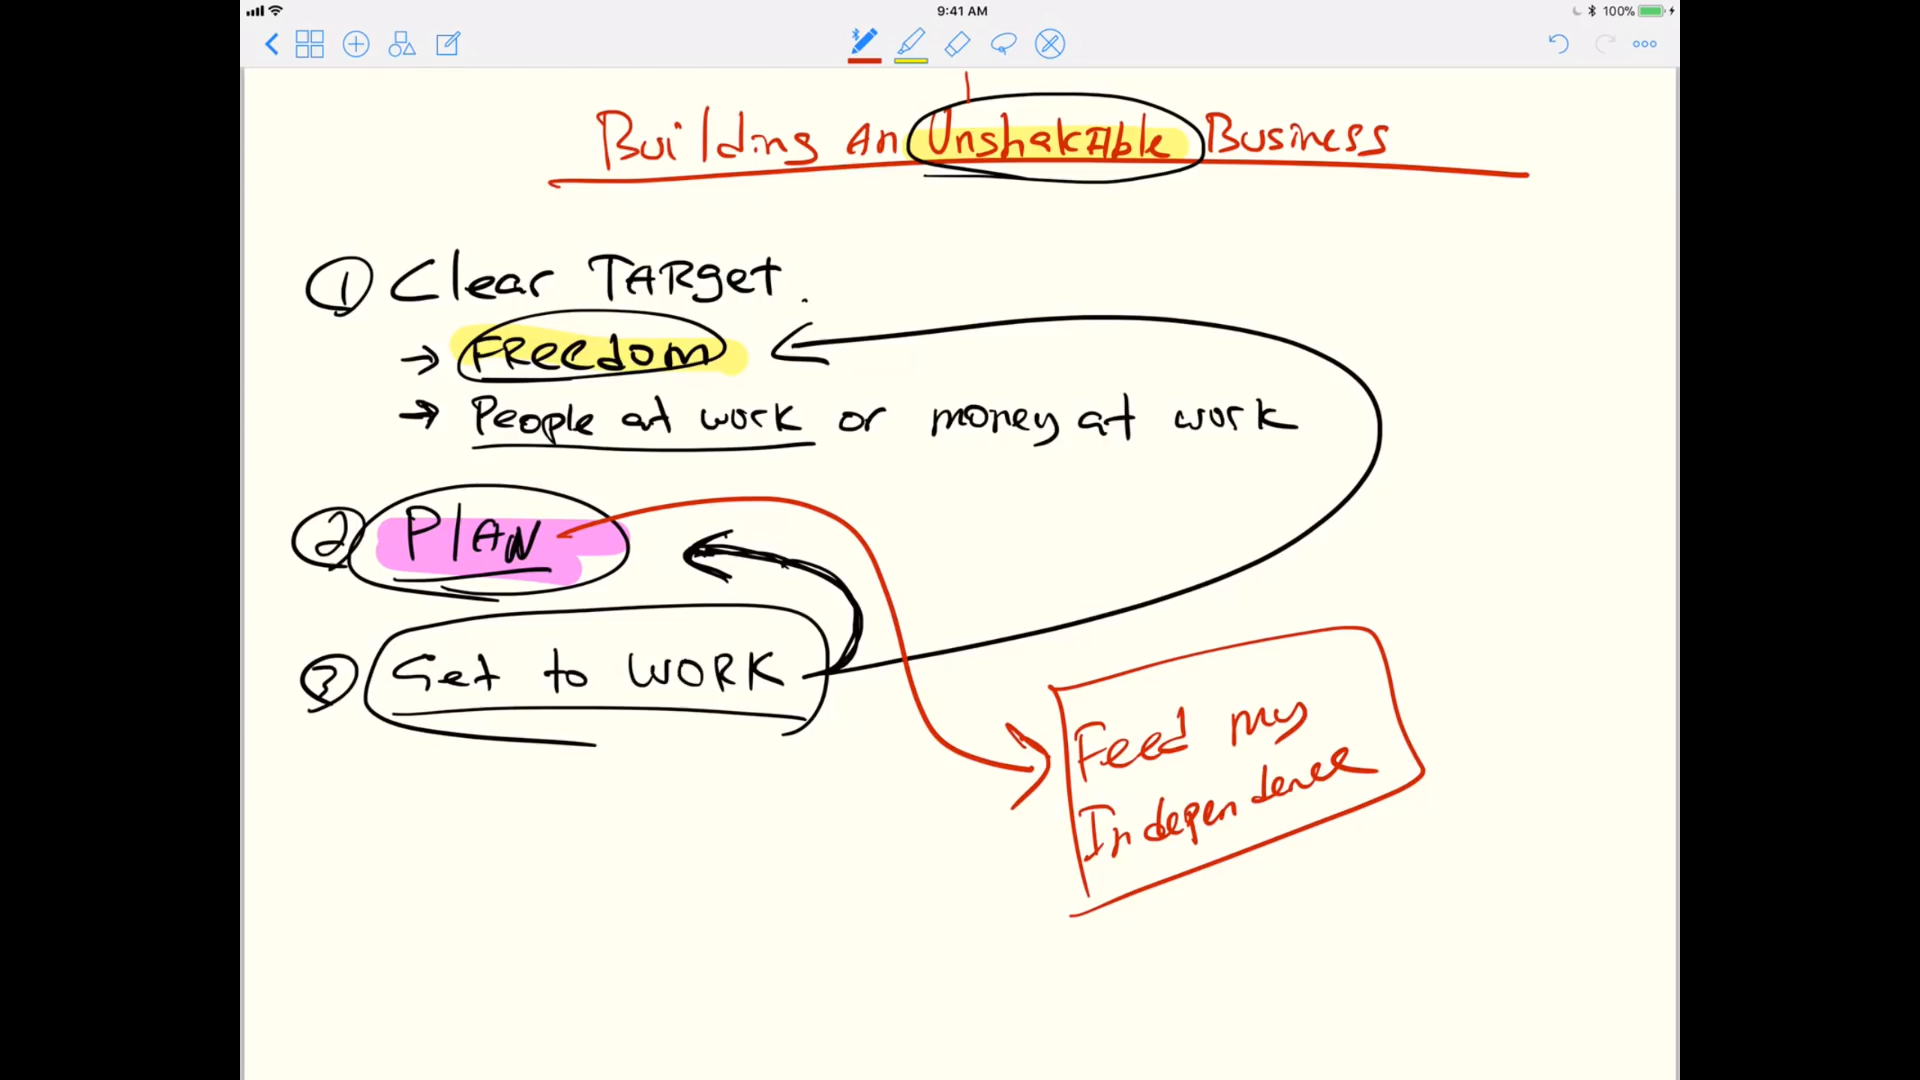 9:41 AM
100%
Building An UnshakAble Business
1 Clear TARget.
→ FReedom
→ People at work or money at work
2 PlAN
3 Get to WORK
Feed my
Independence